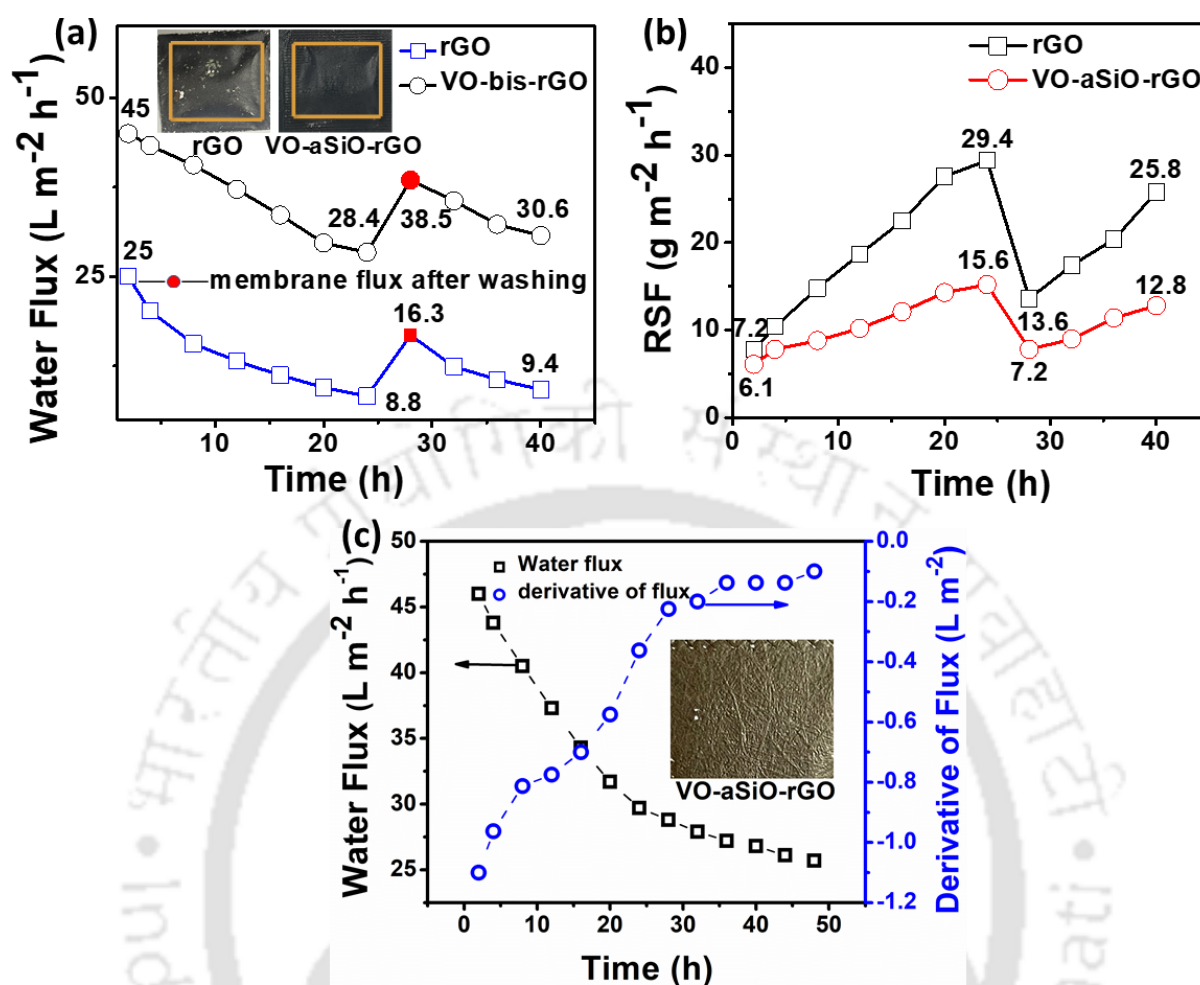 (a)
rGO
VO-bis-rGO
rGO VO-aSiO-rGO
Water Flux (L m⁻² h⁻¹)
50
25
45
28.4
38.5
30.6
25
membrane flux after washing
16.3
8.8
9.4
10 20 30 40
Time (h)
(b)
rGO
VO-aSiO-rGO
RSF (g m⁻² h⁻¹)
40
30
20
10
0
29.4
25.8
15.6
12.8
7.2
13.6
6.1
7.2
0 10 20 30 40
Time (h)
(c)
Water flux
derivative of flux
Water Flux (L m⁻² h⁻¹)
50
45
40
35
30
25
Derivative of Flux (L m⁻²)
0.0
-0.2
-0.4
-0.6
-0.8
-1.0
-1.2
VO-aSiO-rGO
0 10 20 30 40 50
Time (h)
भारतीय प्रौद्योगिकी संस्थान गुवाहाटी